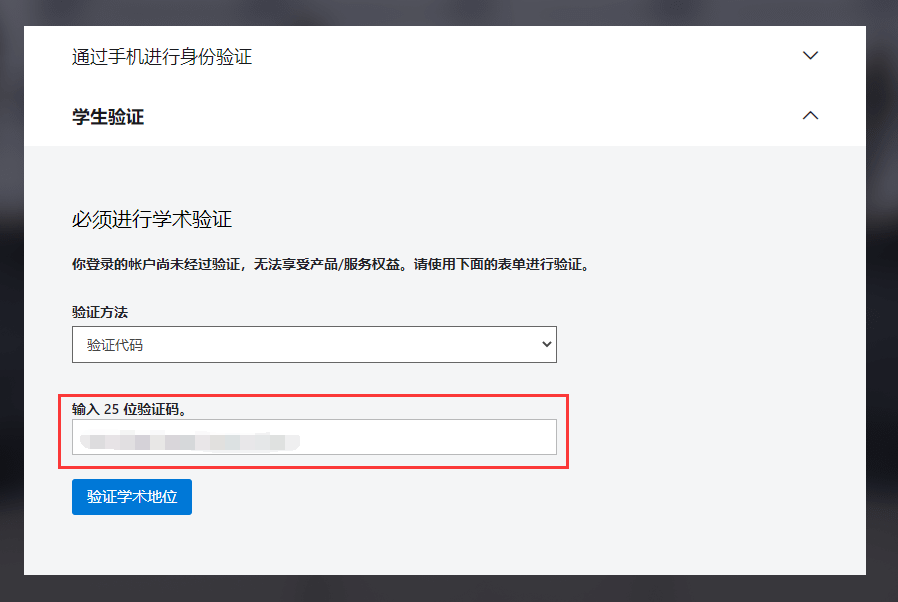 通过手机进行身份验证
学生验证
必须进行学术验证
你登录的帐户尚未经过验证，无法享受产品/服务权益。请使用下面的表单进行验证。
验证方法
验证代码
输入 25 位验证码。
验证学术地位